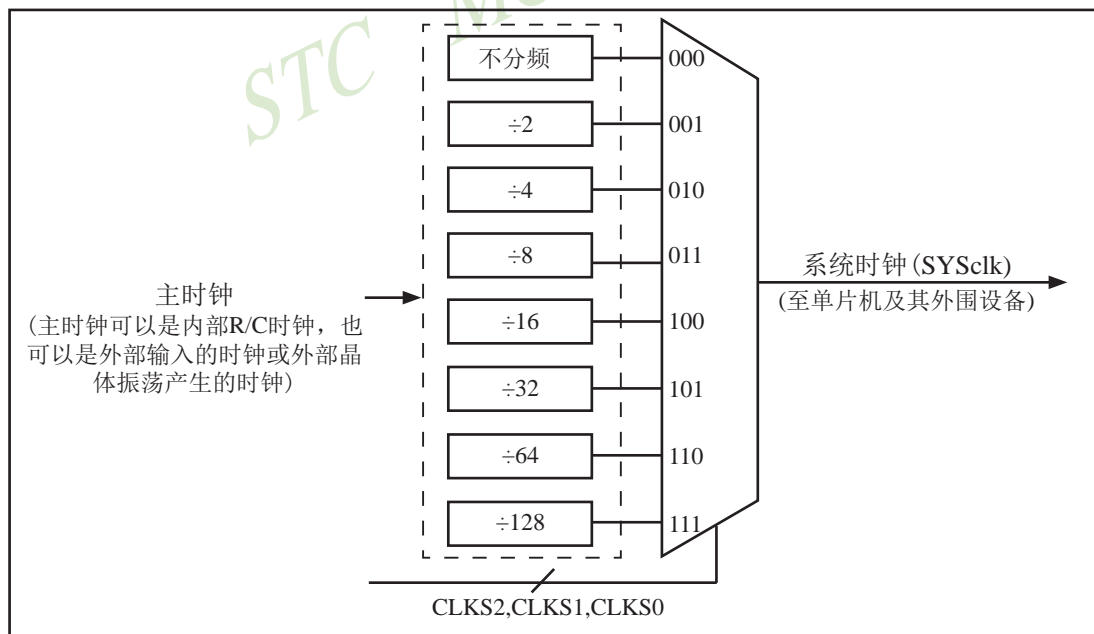 STC
不分频
000
÷2
001
÷4
010
÷8
011
÷16
100
÷32
101
÷64
110
÷128
111
主时钟
(主时钟可以是内部R/C时钟，也
可以是外部输入的时钟或外部晶
体振荡产生的时钟)
系统时钟(SYSclk)
(至单片机及其外围设备)
CLKS2,CLKS1,CLKS0